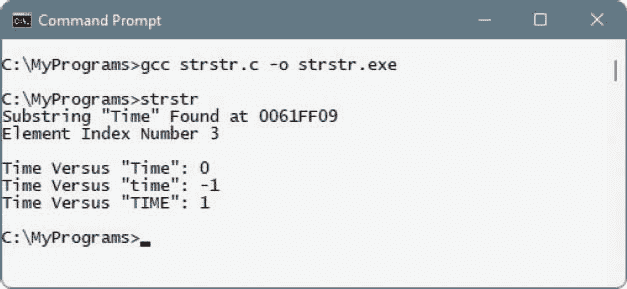 Command Prompt
C:\MyPrograms>gcc strstr.c -o strstr.exe
C:\MyPrograms>strstr
Substring "Time" Found at 0061FF09
Element Index Number 3
Time Versus "Time": 0
Time Versus "time": -1
Time Versus "TIME": 1
C:\MyPrograms>